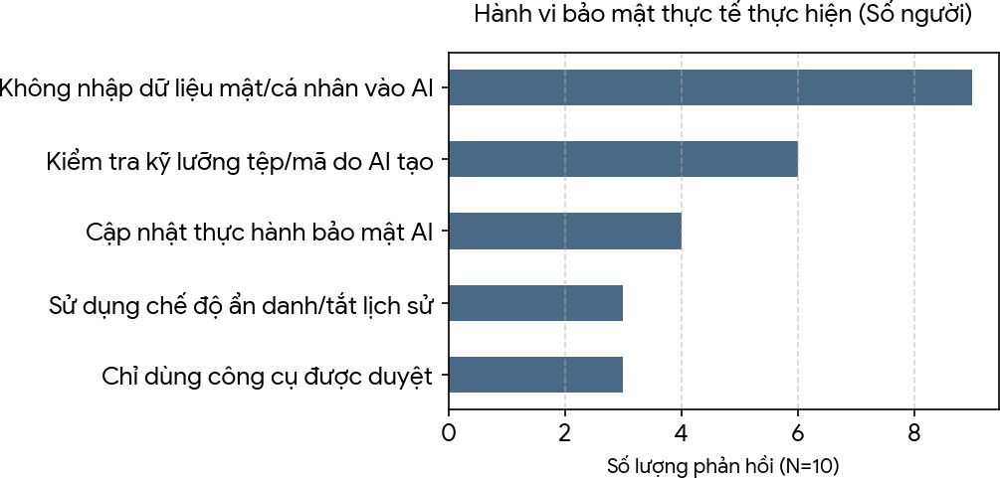 Hành vi bảo mật thực tế thực hiện (Số người)
Không nhập dữ liệu mật/cá nhân vào AI
Kiểm tra kỹ lưỡng tệp/mã do AI tạo
Cập nhật thực hành bảo mật AI
Sử dụng chế độ ẩn danh/tắt lịch sử
Chỉ dùng công cụ được duyệt
0 2 4 6 8
Số lượng phản hồi (N=10)